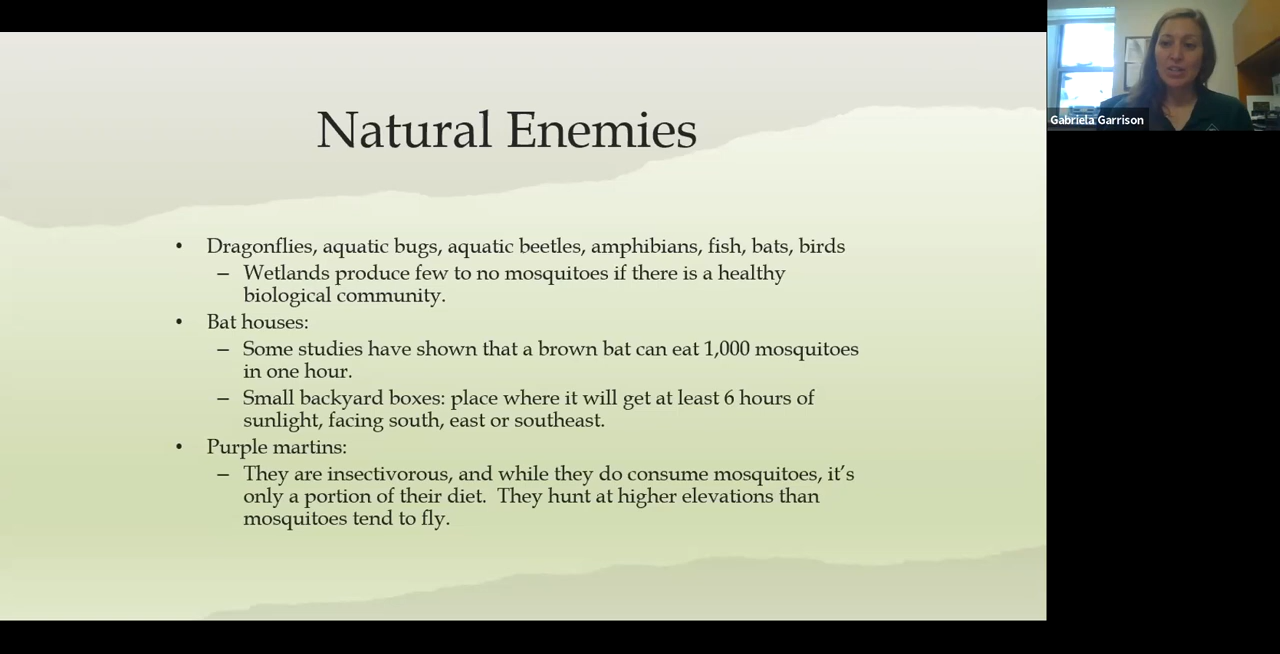 Natural Enemies
Gabriela Garrison
• Dragonflies, aquatic bugs, aquatic beetles, amphibians, fish, bats, birds
– Wetlands produce few to no mosquitoes if there is a healthy
biological community.
• Bat houses:
– Some studies have shown that a brown bat can eat 1,000 mosquitoes
in one hour.
– Small backyard boxes: place where it will get at least 6 hours of
sunlight, facing south, east or southeast.
• Purple martins:
– They are insectivorous, and while they do consume mosquitoes, it’s
only a portion of their diet.  They hunt at higher elevations than
mosquitoes tend to fly.